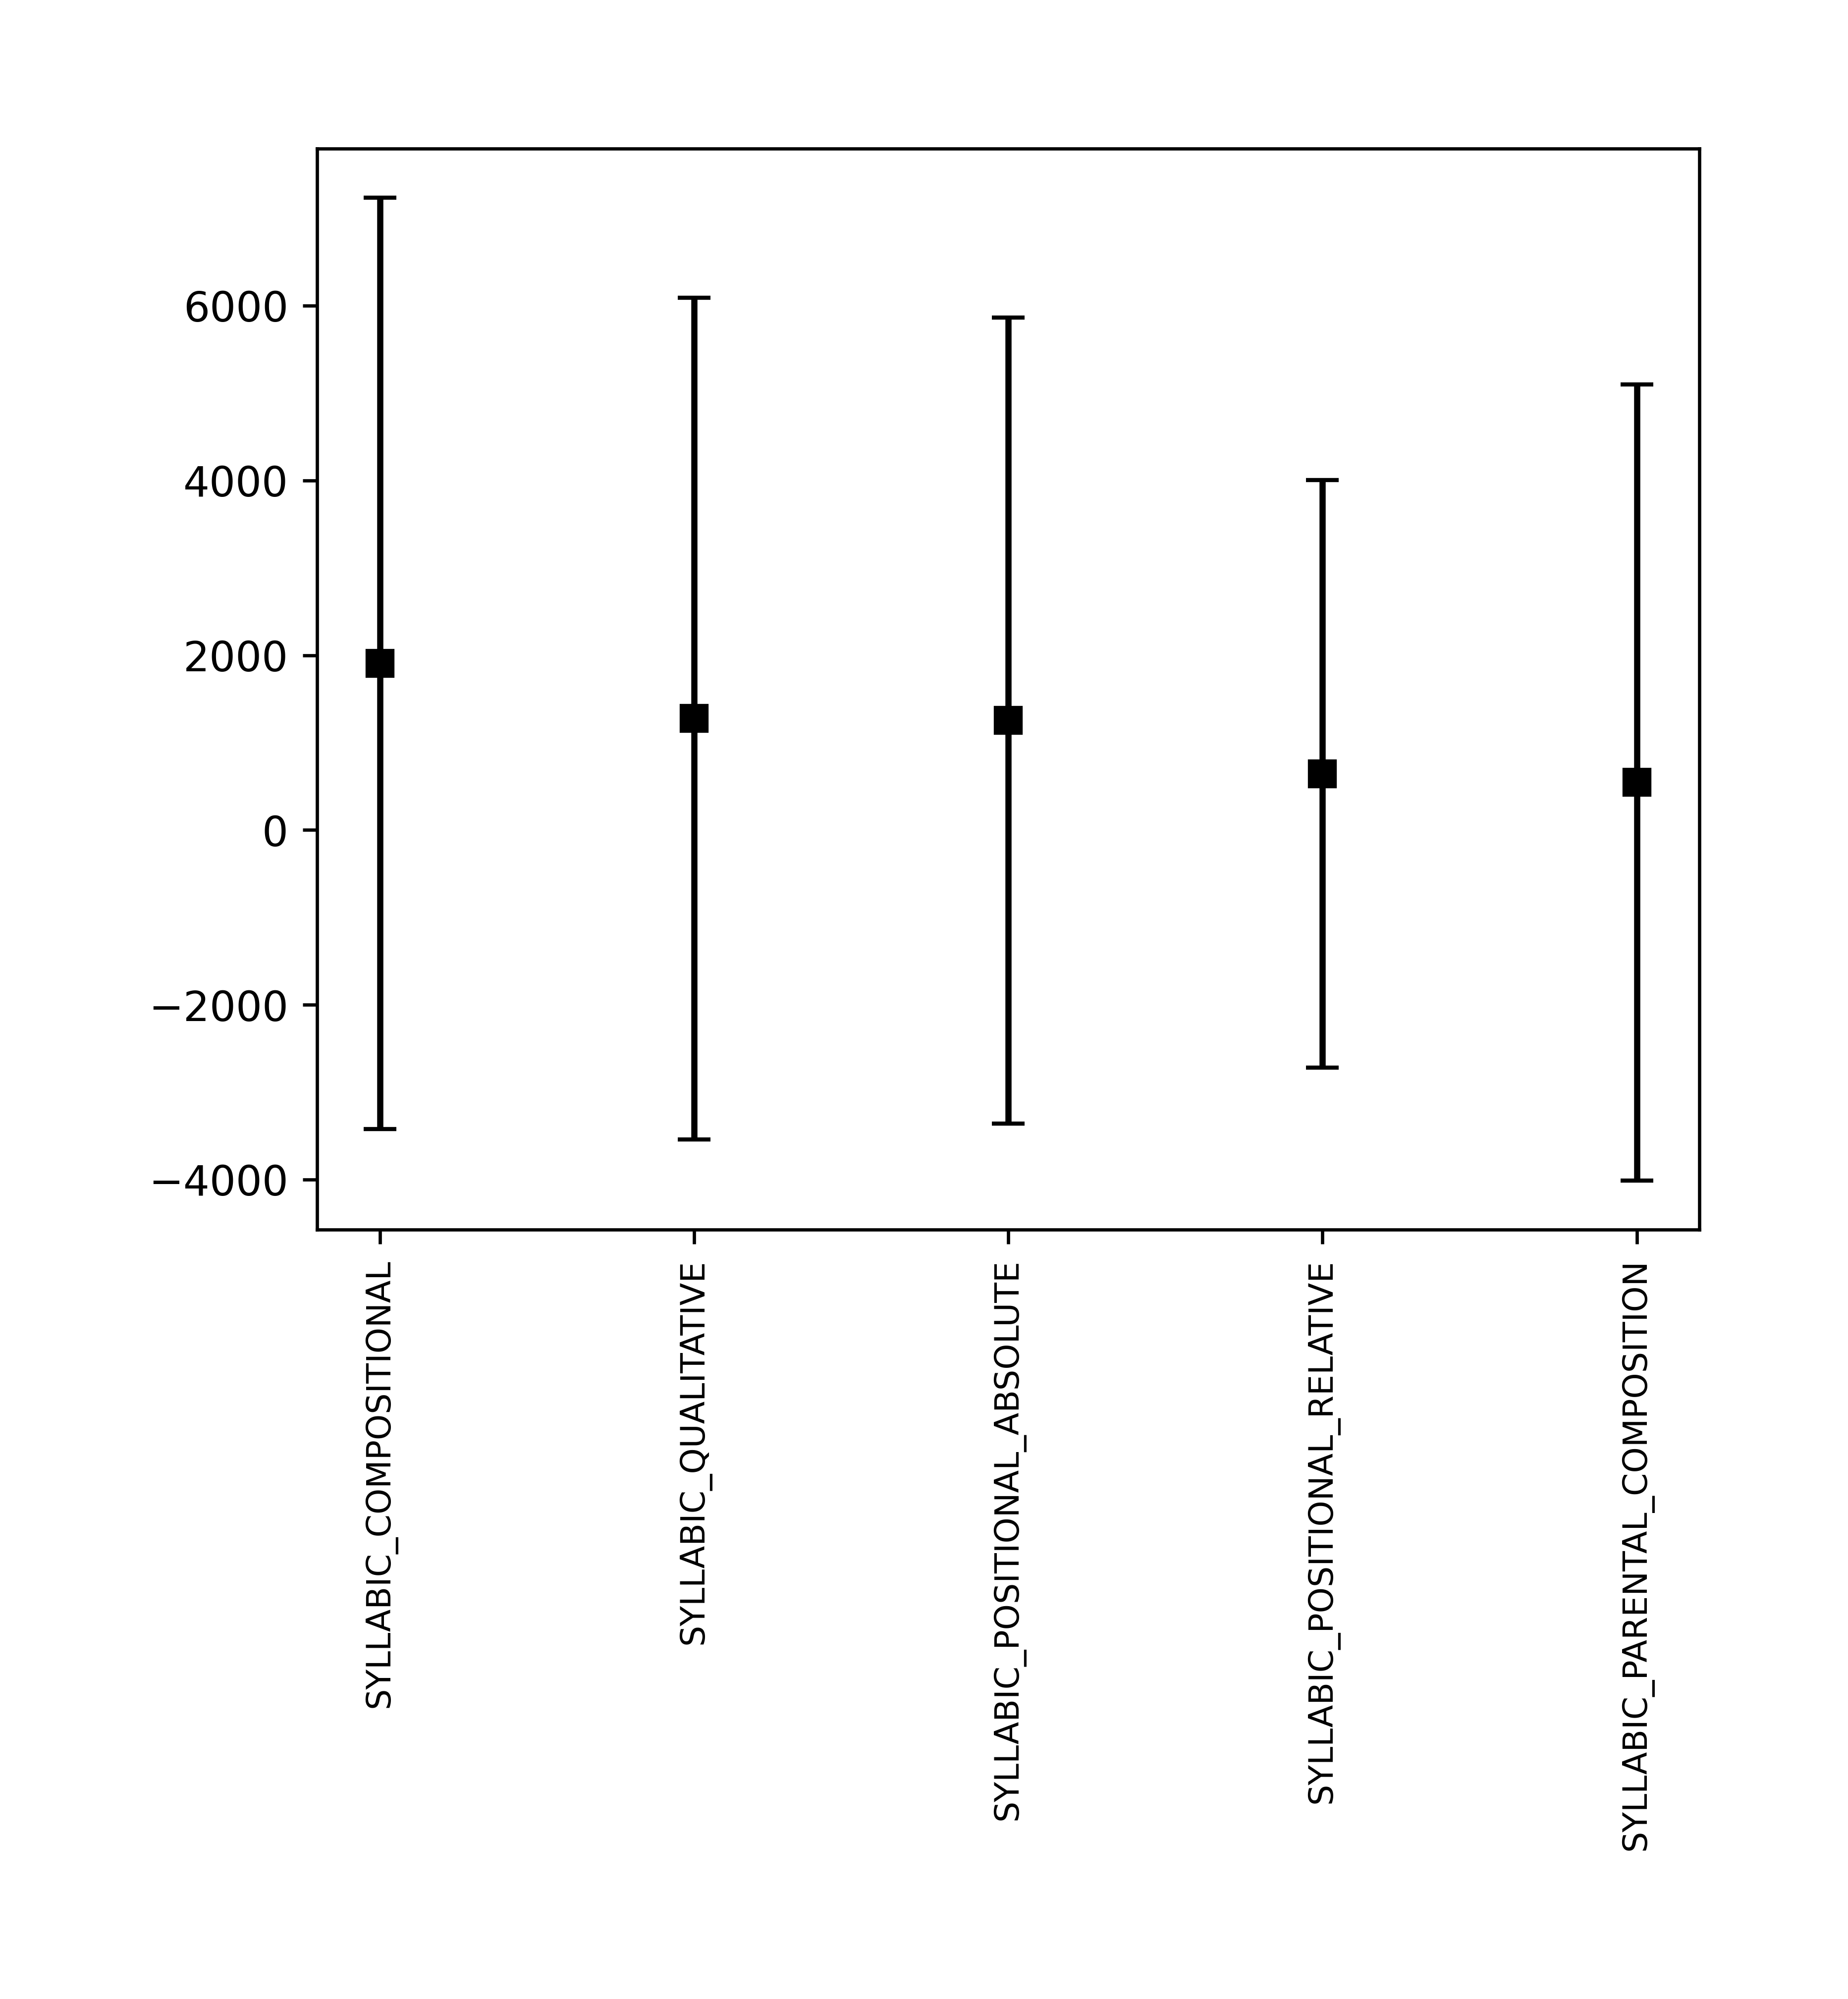 6000
4000
2000
0
−2000
−4000
SYLLABIC_COMPOSITIONAL
SYLLABIC_QUALITATIVE
SYLLABIC_POSITIONAL_ABSOLUTE
SYLLABIC_POSITIONAL_RELATIVE
SYLLABIC_PARENTAL_COMPOSITION